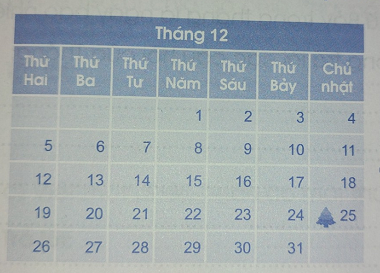 Tháng 12
Thứ Hai Thứ Ba Thứ Tư Thứ Năm Thứ Sáu Thứ Bảy Chủ nhật
1 2 3 4
5 6 7 8 9 10 11
12 13 14 15 16 17 18
19 20 21 22 23 24 25
26 27 28 29 30 31